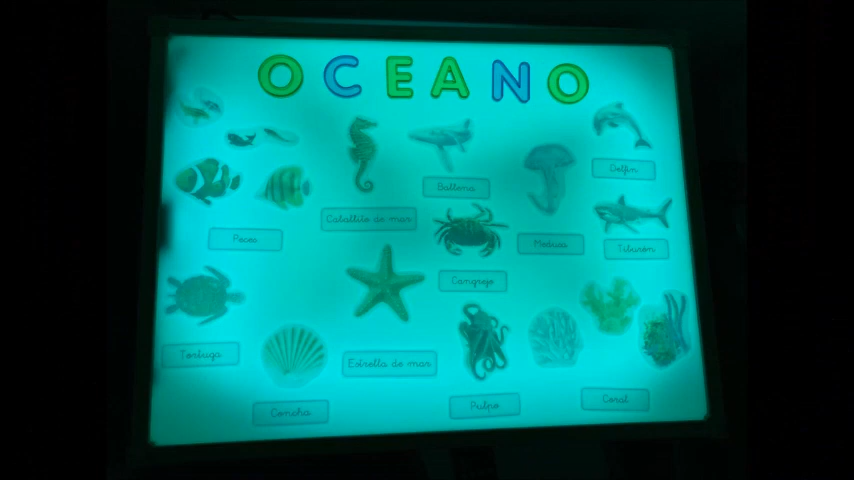 OCEANO
Delfín
Ballena
Caballito de mar
Peces
Medusa
Tiburón
Cangrejo
Tortuga
Estrella de mar
Concha
Pulpo
Coral